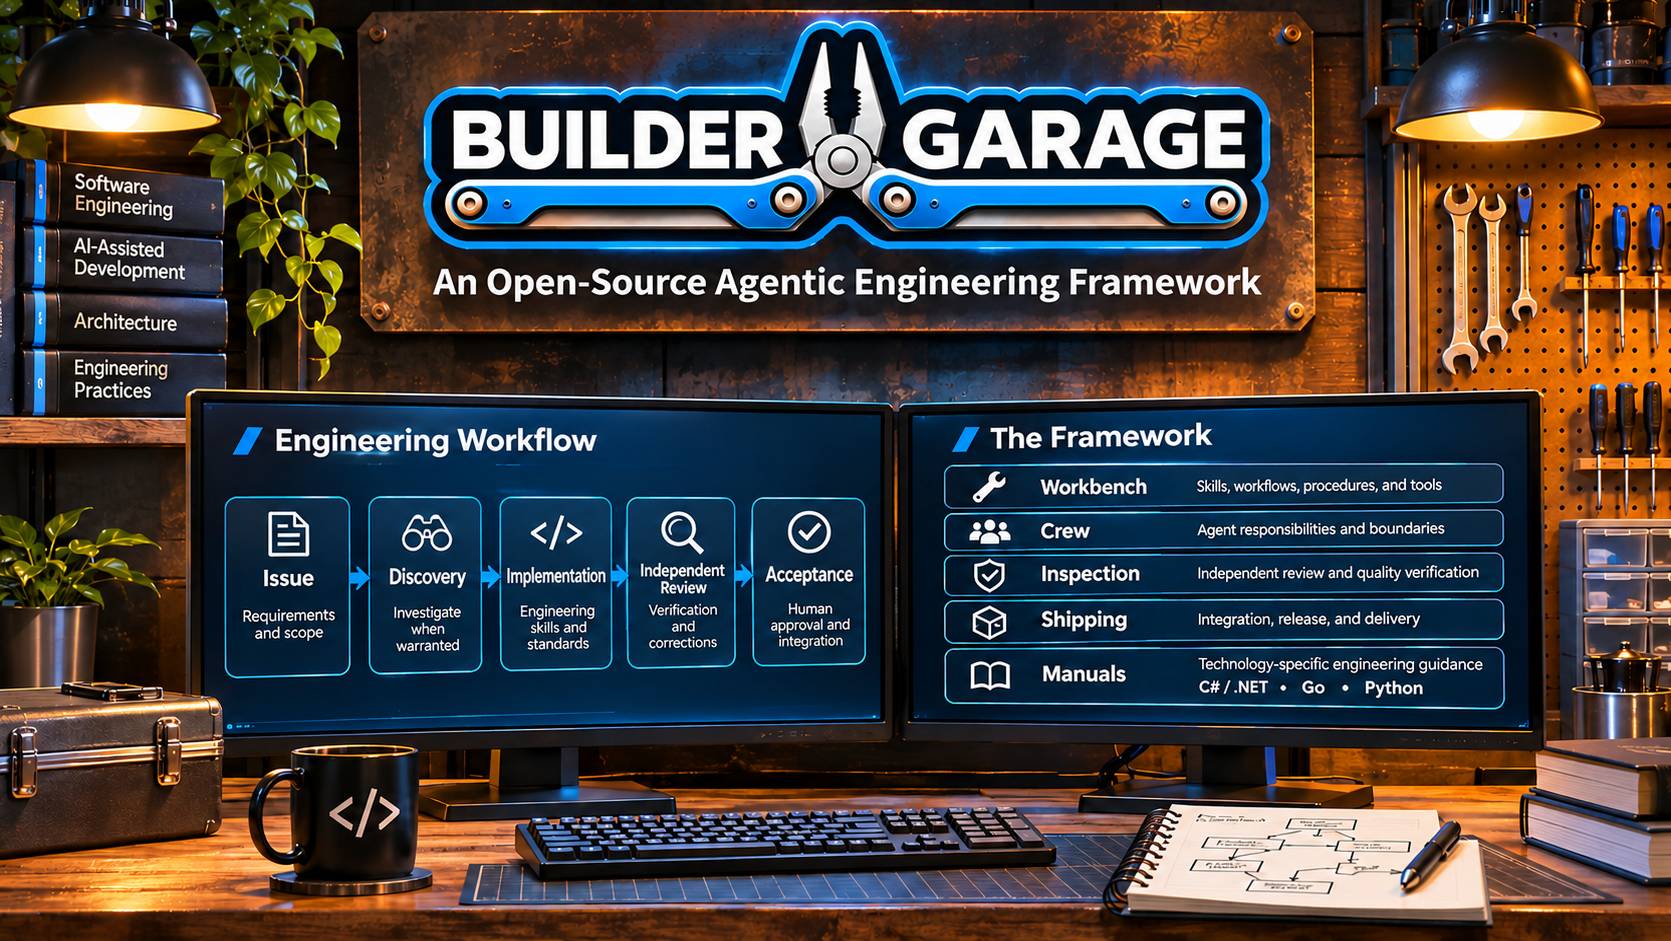 BUILDER GARAGE
An Open-Source Agentic Engineering Framework
Software
Engineering
AI-Assisted
Development
Architecture
Engineering
Practices
Engineering Workflow
Issue
Requirements
and scope
Discovery
Investigate
when
warranted
</>
Implementation
Engineering
skills and
standards
Independent
Review
Verification
and
corrections
Acceptance
Human
approval and
integration
The Framework
Workbench
Skills, workflows, procedures, and tools
Crew
Agent responsibilities and boundaries
Inspection
Independent review and quality verification
Shipping
Integration, release, and delivery
Manuals
Technology-specific engineering guidance
C# / .NET • Go • Python
</>